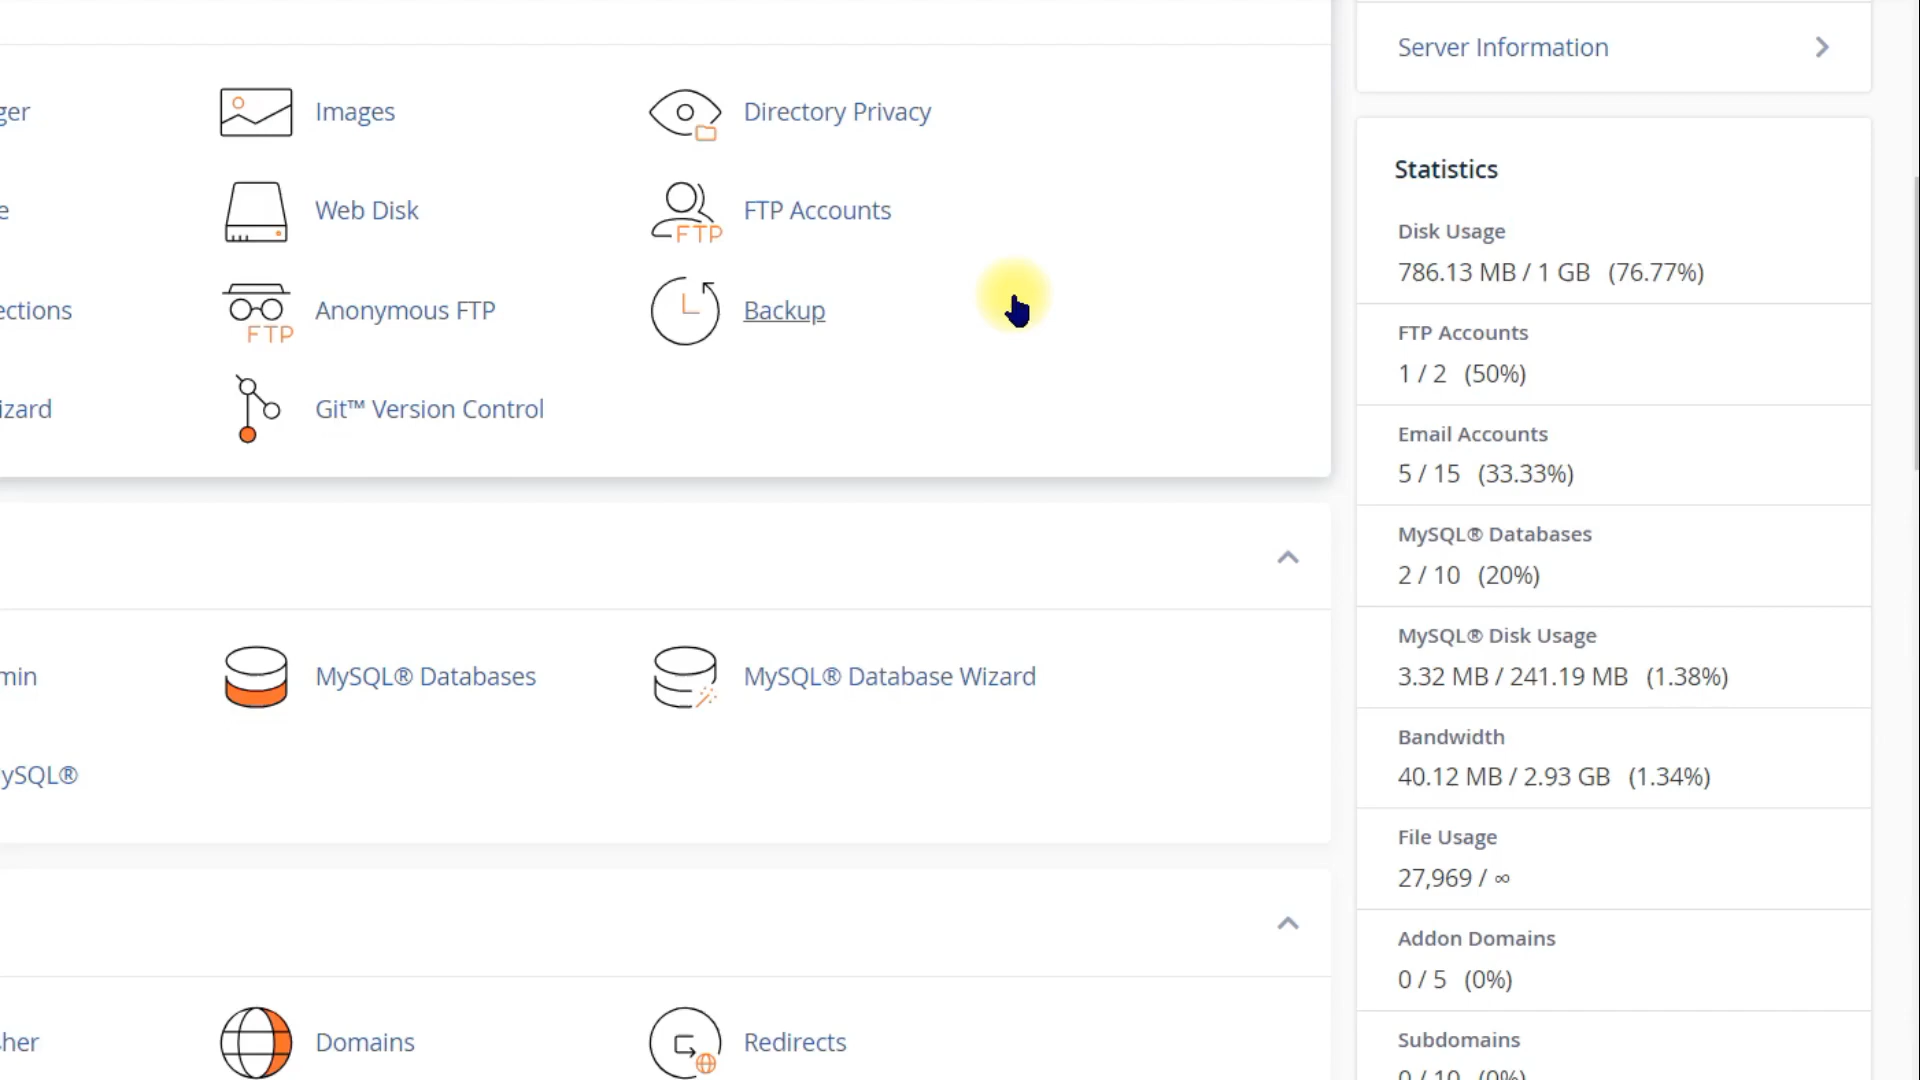 ger
Images
Directory Privacy
e
Web Disk
FTP
FTP Accounts
ections
FTP
Anonymous FTP
Backup
izard
Git™ Version Control
min
MySQL® Databases
MySQL® Database Wizard
ySQL®
her
Domains
Redirects
Server Information
Statistics
Disk Usage
786.13 MB / 1 GB (76.77%)
FTP Accounts
1 / 2 (50%)
Email Accounts
5 / 15 (33.33%)
MySQL® Databases
2 / 10 (20%)
MySQL® Disk Usage
3.32 MB / 241.19 MB (1.38%)
Bandwidth
40.12 MB / 2.93 GB (1.34%)
File Usage
27,969 / ∞
Addon Domains
0 / 5 (0%)
Subdomains
0 / 10 (0%)